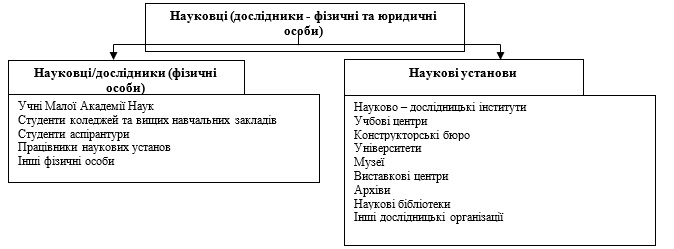 Науковці (дослідники - фізичні та юридичні
особи)
Науковці/дослідники (фізичні
особи)
Учні Малої Академії Наук
Студенти коледжей та вищих навчальних закладів
Студенти аспірантури
Працівники наукових установ
Інші фізичні особи
Наукові установи
Науково – дослідницькі інститути
Учбові центри
Конструкторські бюро
Університети
Музеї
Виставкові центри
Архіви
Наукові бібліотеки
Інші дослідницькі організації